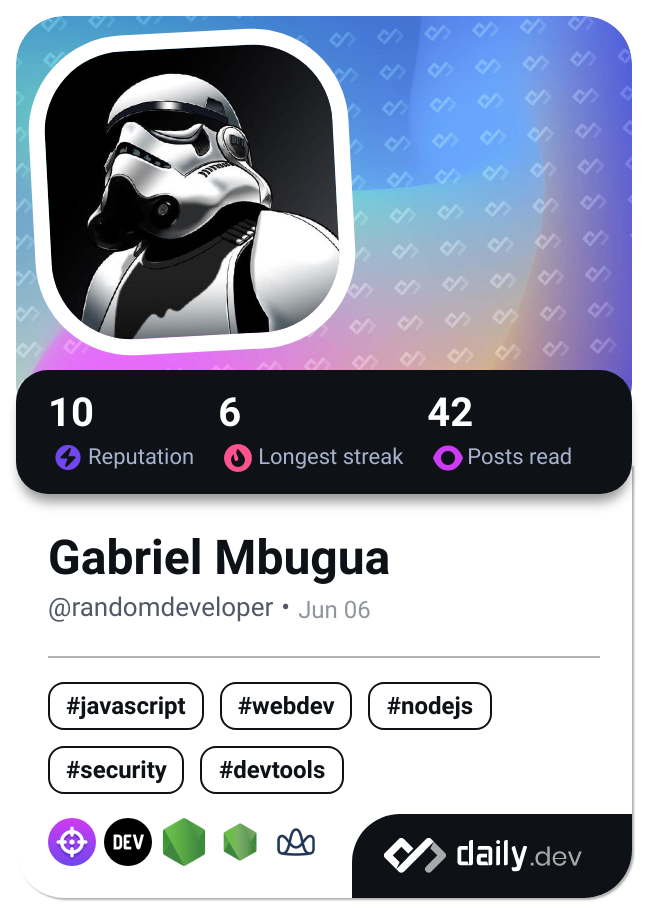 10 6 42
Reputation Longest streak Posts read
Gabriel Mbugua
@randomdeveloper • Jun 06
#javascript #webdev #nodejs
#security #devtools
DEV
daily.dev